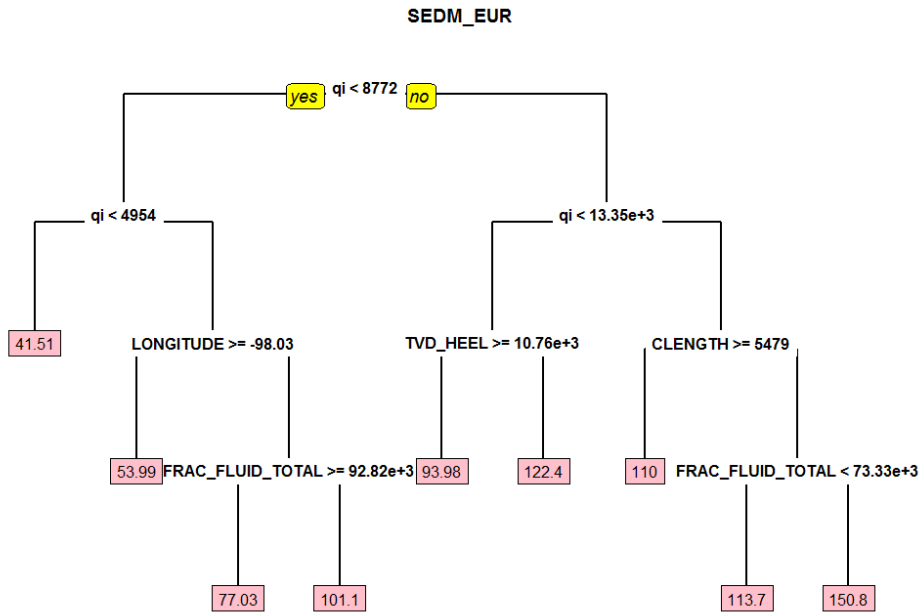 SEDM_EUR
yes
qi < 8772
no
qi < 4954
qi < 13.35e+3
41.51
LONGITUDE >= -98.03
TVD_HEEL >= 10.76e+3
CLENGTH >= 5479
53.99
FRAC_FLUID_TOTAL >= 92.82e+3
93.98
122.4
110
FRAC_FLUID_TOTAL < 73.33e+3
77.03
101.1
113.7
150.8